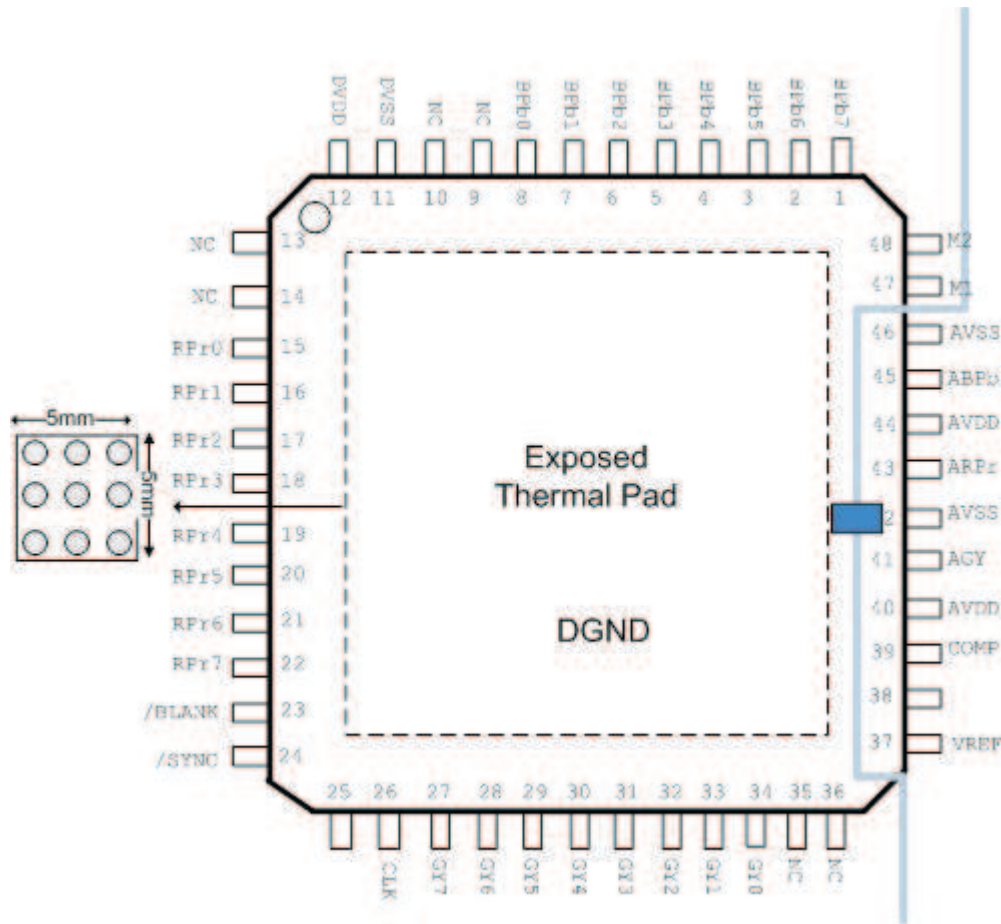 DVDD DVSS NC NC BPb0 BPb1 BPb2 BPb3 BPb4 BPb5 BPb6 BPb7
12 11 10 9 8 7 6 5 4 3 2 1
NC 13
NC 14
RPr0 15
RPr1 16
RPr2 17
RPr3 18
RPr4 19
RPr5 20
RPr6 21
RPr7 22
/BLANK 23
/SYNC 24
5mm
5mm
Exposed
Thermal Pad
DGND
48 M2
47 M1
46 AVSS
45 ABPb
44 AVDD
43 ARPr
2 AVSS
41 AGY
40 AVDD
39 COMP
38
37 VREF
25 26 27 28 29 30 31 32 33 34 35 36
CLK GY7 GY6 GY5 GY4 GY3 GY2 GY1 GY0 NC NC